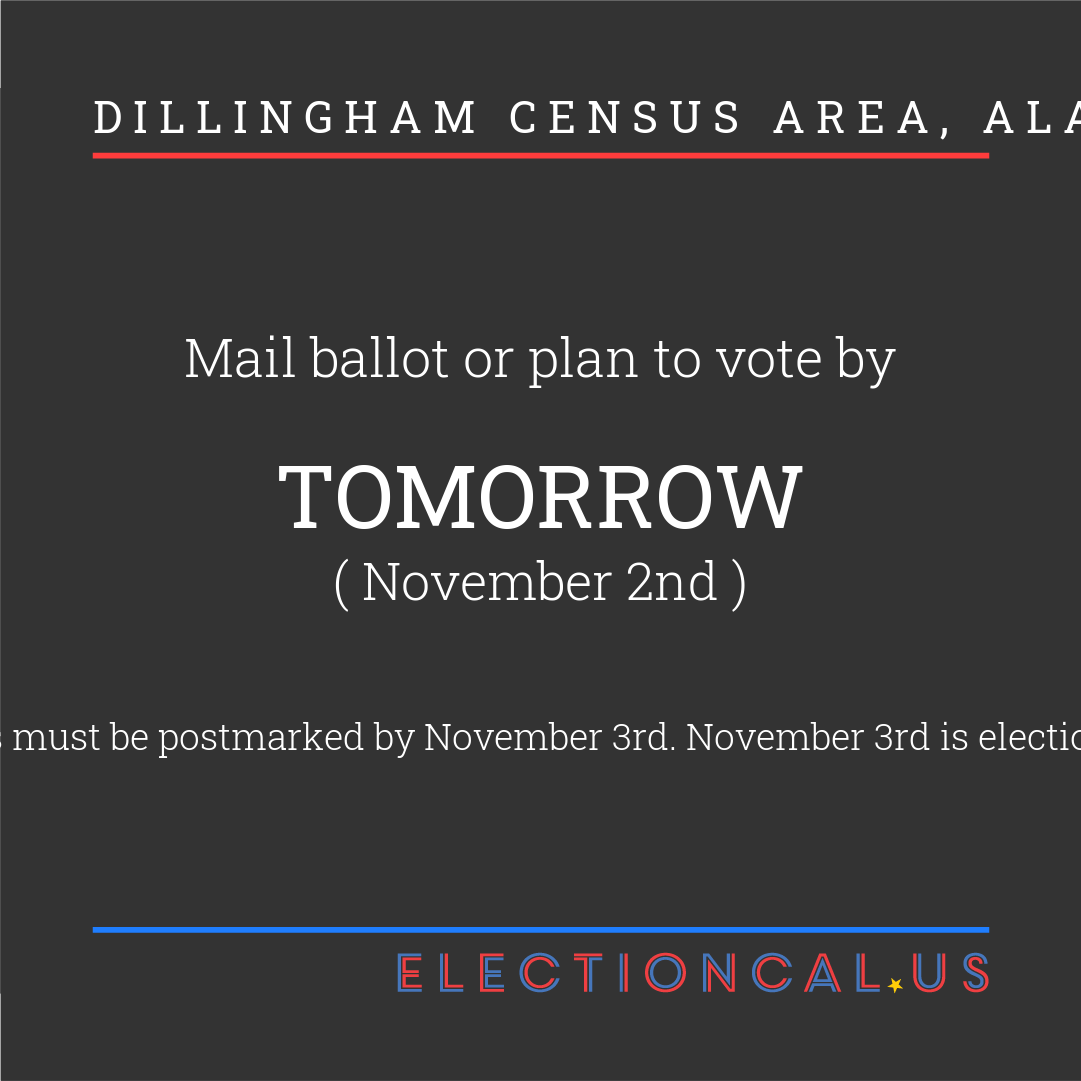 DILLINGHAM CENSUS AREA, ALA
Mail ballot or plan to vote by
TOMORROW
( November 2nd )
s must be postmarked by November 3rd. November 3rd is electio
ELECTIONCAL.US